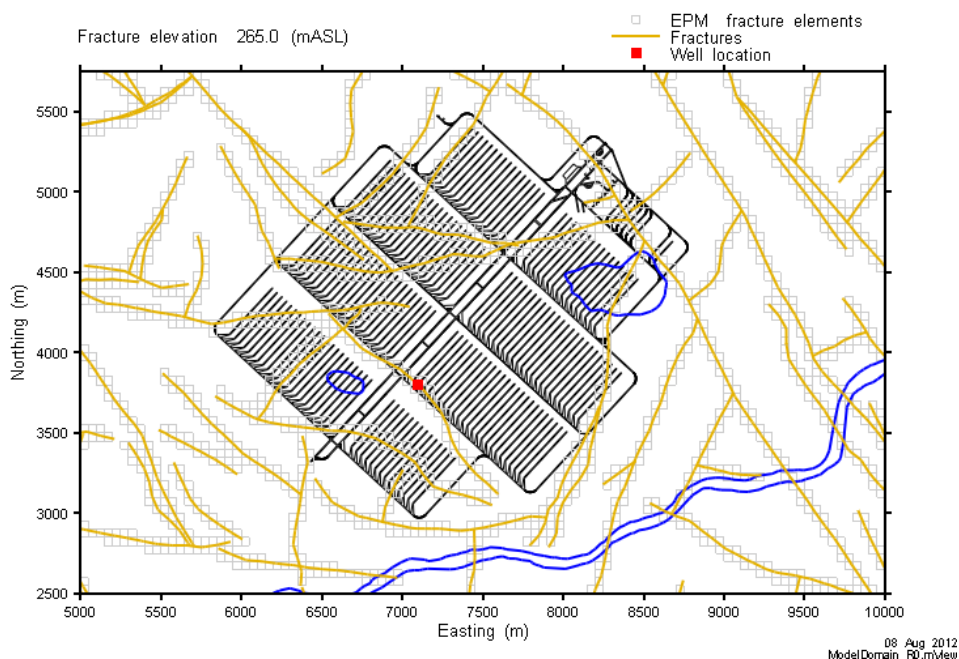 Fracture elevation 265.0 (mASL)
EPM fracture elements
Fractures
Well location
5500
5000
4500
4000
3500
3000
2500
Northing (m)
5000 5500 6000 6500 7000 7500 8000 8500 9000 9500 10000
Easting (m)
08 Aug 2012
ModelDomain_R0.mView